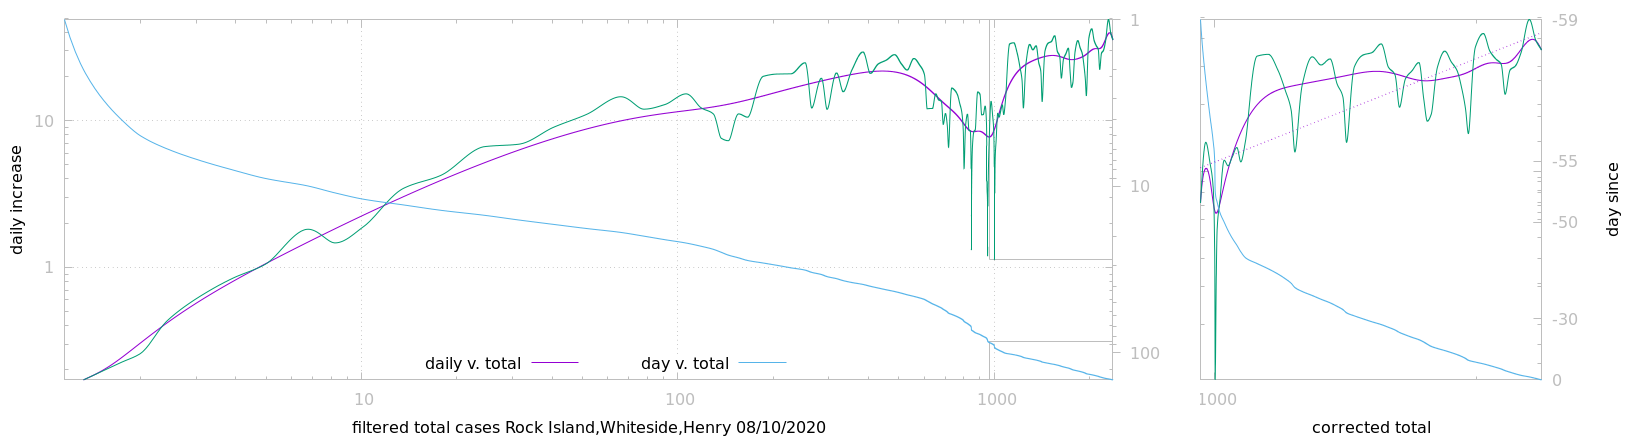 1
-59
10
-55
daily increase
10
-50
day since
1
-30
daily v. total
day v. total
100
0
10
100
1000
1000
filtered total cases Rock Island,Whiteside,Henry 08/10/2020
corrected total